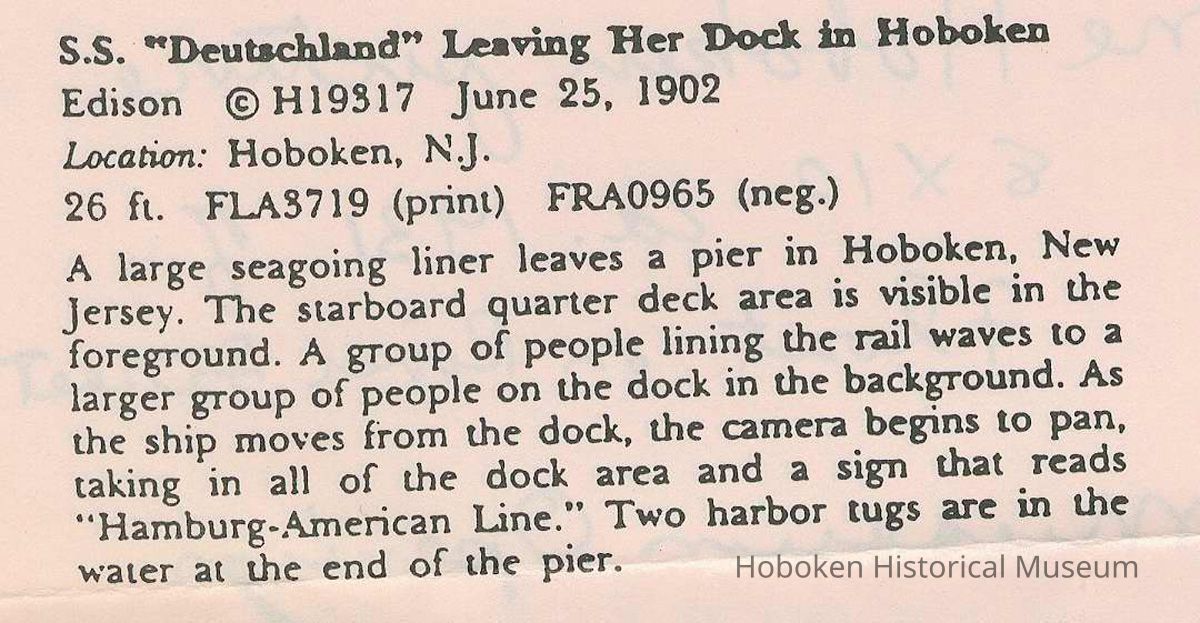 S.S. "Deutschland" Leaving Her Dock in Hoboken
Edison © H19317 June 25, 1902
Location: Hoboken, N.J.
26 ft. FLA3719 (print) FRA0965 (neg.)
A large seagoing liner leaves a pier in Hoboken, New
Jersey. The starboard quarter deck area is visible in the
foreground. A group of people lining the rail waves to a
larger group of people on the dock in the background. As
the ship moves from the dock, the camera begins to pan,
taking in all of the dock area and a sign that reads
"Hamburg-American Line." Two harbor tugs are in the
water at the end of the pier.
Hoboken Historical Museum